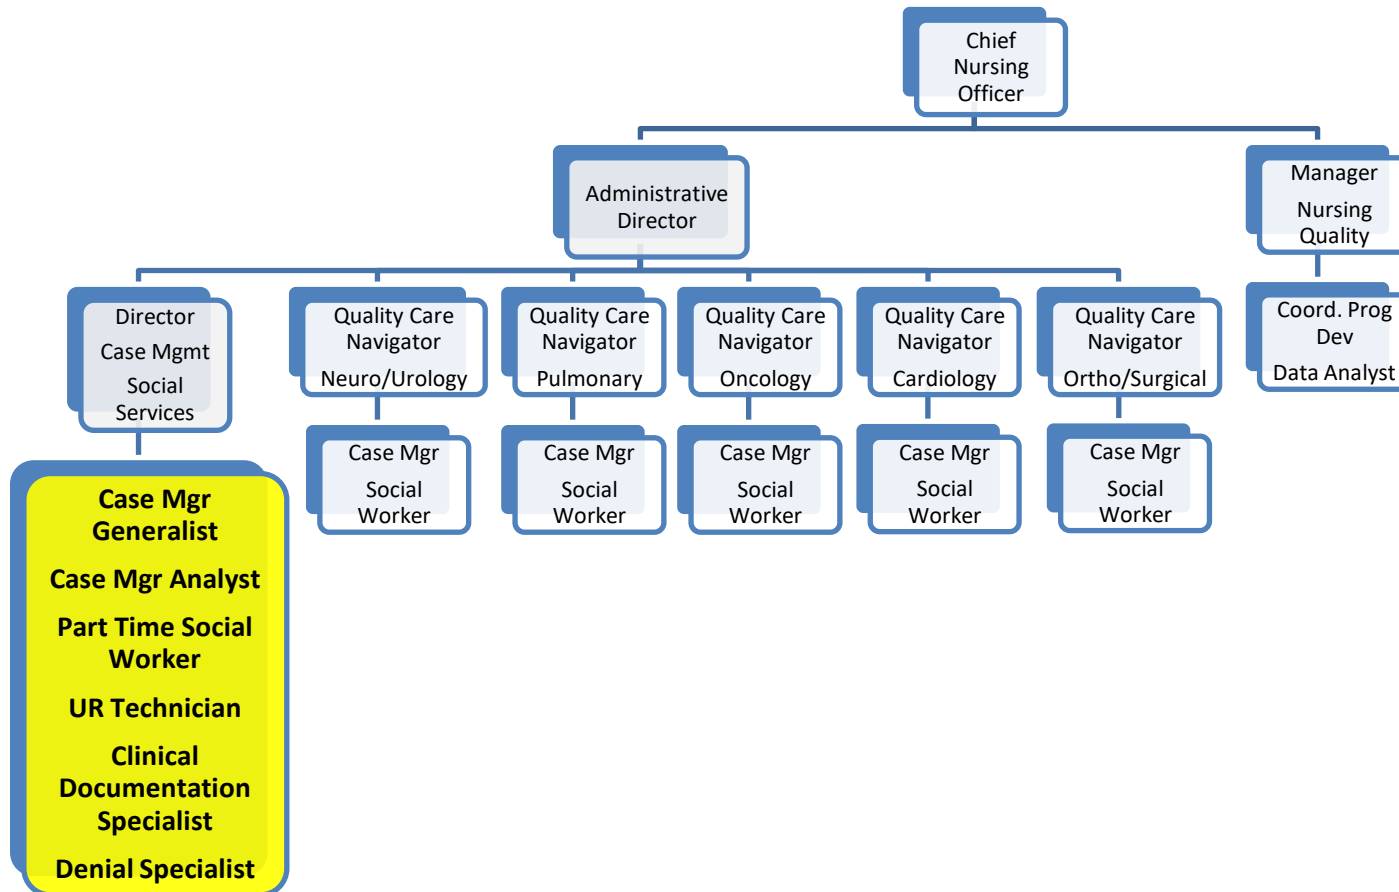 Chief
Nursing
Officer
Administrative
Director
Manager
Nursing
Quality
Director
Case Mgmt
Social
Services
Quality Care
Navigator
Neuro/Urology
Quality Care
Navigator
Pulmonary
Quality Care
Navigator
Oncology
Quality Care
Navigator
Cardiology
Quality Care
Navigator
Ortho/Surgical
Coord. Prog
Dev
Data Analyst
Case Mgr
Generalist
Case Mgr Analyst
Part Time Social
Worker
UR Technician
Clinical
Documentation
Specialist
Denial Specialist
Case Mgr
Social
Worker
Case Mgr
Social
Worker
Case Mgr
Social
Worker
Case Mgr
Social
Worker
Case Mgr
Social
Worker